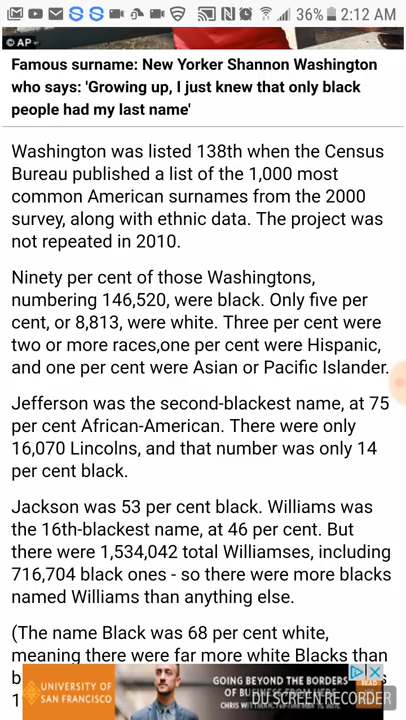 36% 2:12 AM
© AP
Famous surname: New Yorker Shannon Washington
who says: 'Growing up, I just knew that only black
people had my last name'
Washington was listed 138th when the Census
Bureau published a list of the 1,000 most
common American surnames from the 2000
survey, along with ethnic data. The project was
not repeated in 2010.
Ninety per cent of those Washingtons,
numbering 146,520, were black. Only five per
cent, or 8,813, were white. Three per cent were
two or more races,one per cent were Hispanic,
and one per cent were Asian or Pacific Islander.
Jefferson was the second-blackest name, at 75
per cent African-American. There were only
16,070 Lincolns, and that number was only 14
per cent black.
Jackson was 53 per cent black. Williams was
the 16th-blackest name, at 46 per cent. But
there were 1,534,042 total Williamses, including
716,704 black ones - so there were more blacks
named Williams than anything else.
(The name Black was 68 per cent white,
meaning there were far more white Blacks than
UNIVERSITY OF
SAN FRANCISCO
GOING BEYOND THE BORDERS
OF BUSINESS FROM HERE.
CHRIS
READ
DU SCREEN RECORDER